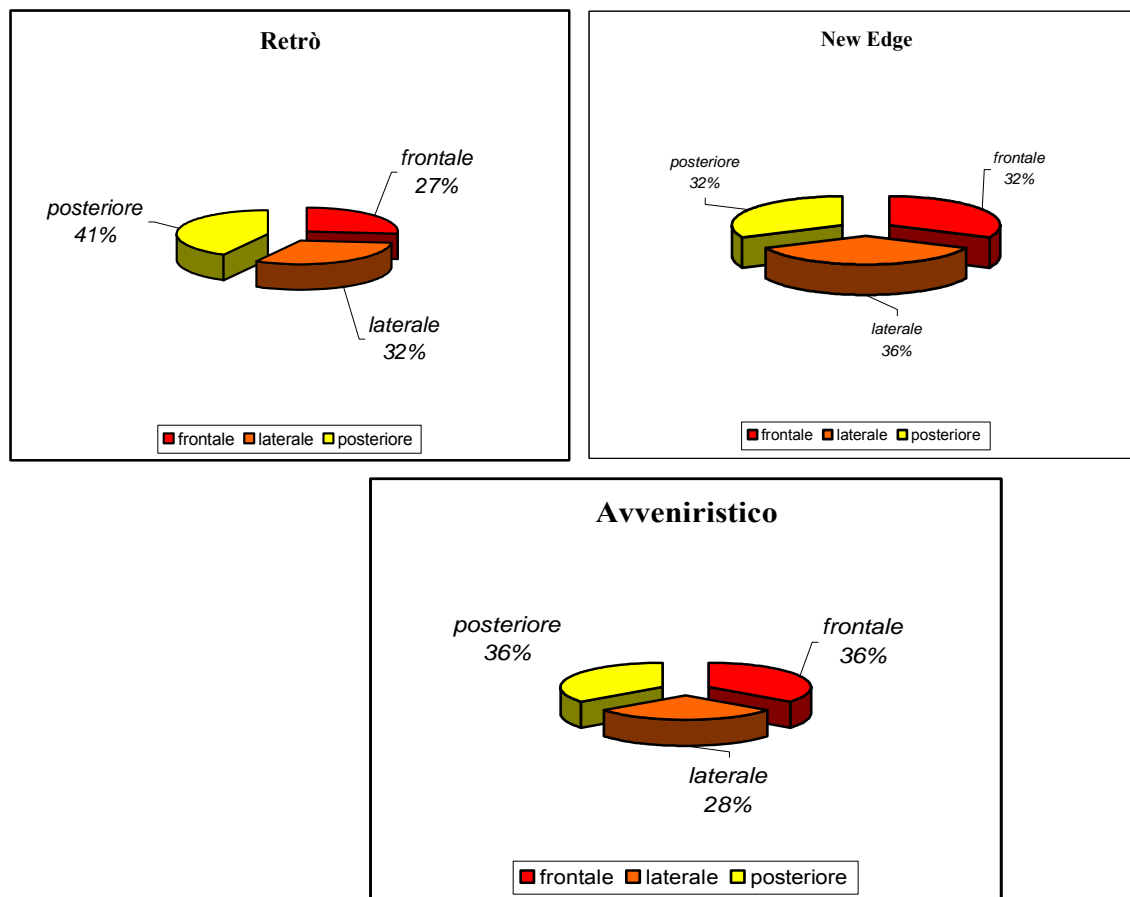 Retrò
frontale
27%
posteriore
41%
laterale
32%
frontale laterale posteriore
New Edge
posteriore
32%
frontale
32%
laterale
36%
frontale laterale posteriore
Avveniristico
posteriore
36%
frontale
36%
laterale
28%
frontale laterale posteriore